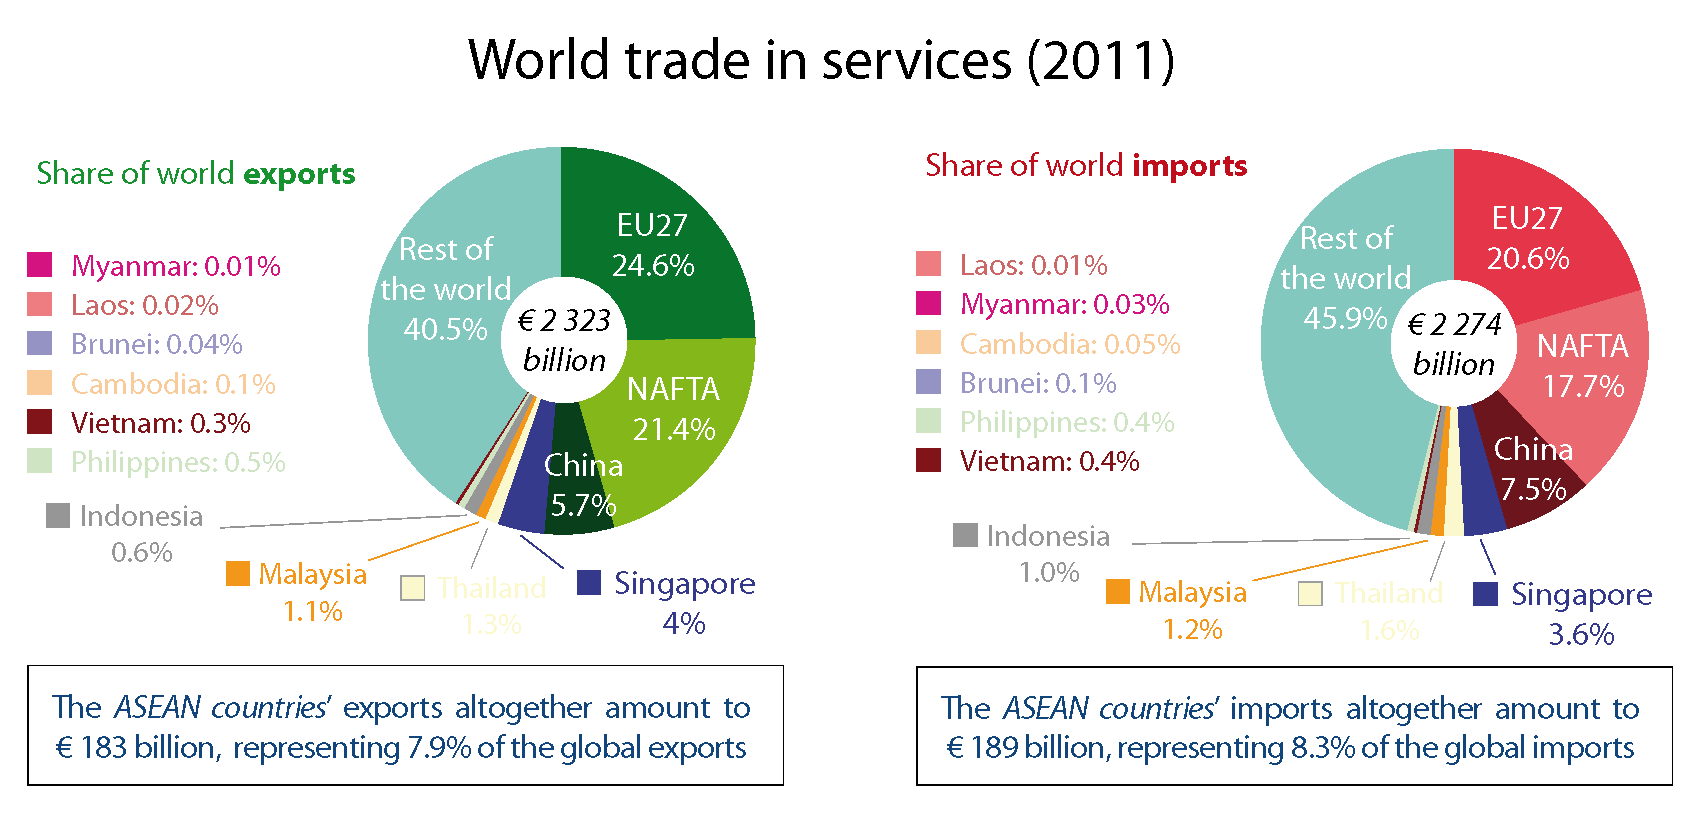 World trade in services (2011)
Share of world exports
Myanmar: 0.01%
Laos: 0.02%
Brunei: 0.04%
Cambodia: 0.1%
Vietnam: 0.3%
Philippines: 0.5%
Indonesia
0.6%
Malaysia
1.1%
Thailand
1.3%
Singapore
4%
China
5.7%
NAFTA
21.4%
EU27
24.6%
Rest of
the world
40.5%
€ 2 323
billion
The ASEAN countries' exports altogether amount to
€ 183 billion, representing 7.9% of the global exports
Share of world imports
Laos: 0.01%
Myanmar: 0.03%
Cambodia: 0.05%
Brunei: 0.1%
Philippines: 0.4%
Vietnam: 0.4%
Indonesia
1.0%
Malaysia
1.2%
Thailand
1.6%
Singapore
3.6%
China
7.5%
NAFTA
17.7%
EU27
20.6%
Rest of
the world
45.9%
€ 2 274
billion
The ASEAN countries' imports altogether amount to
€ 189 billion, representing 8.3% of the global imports